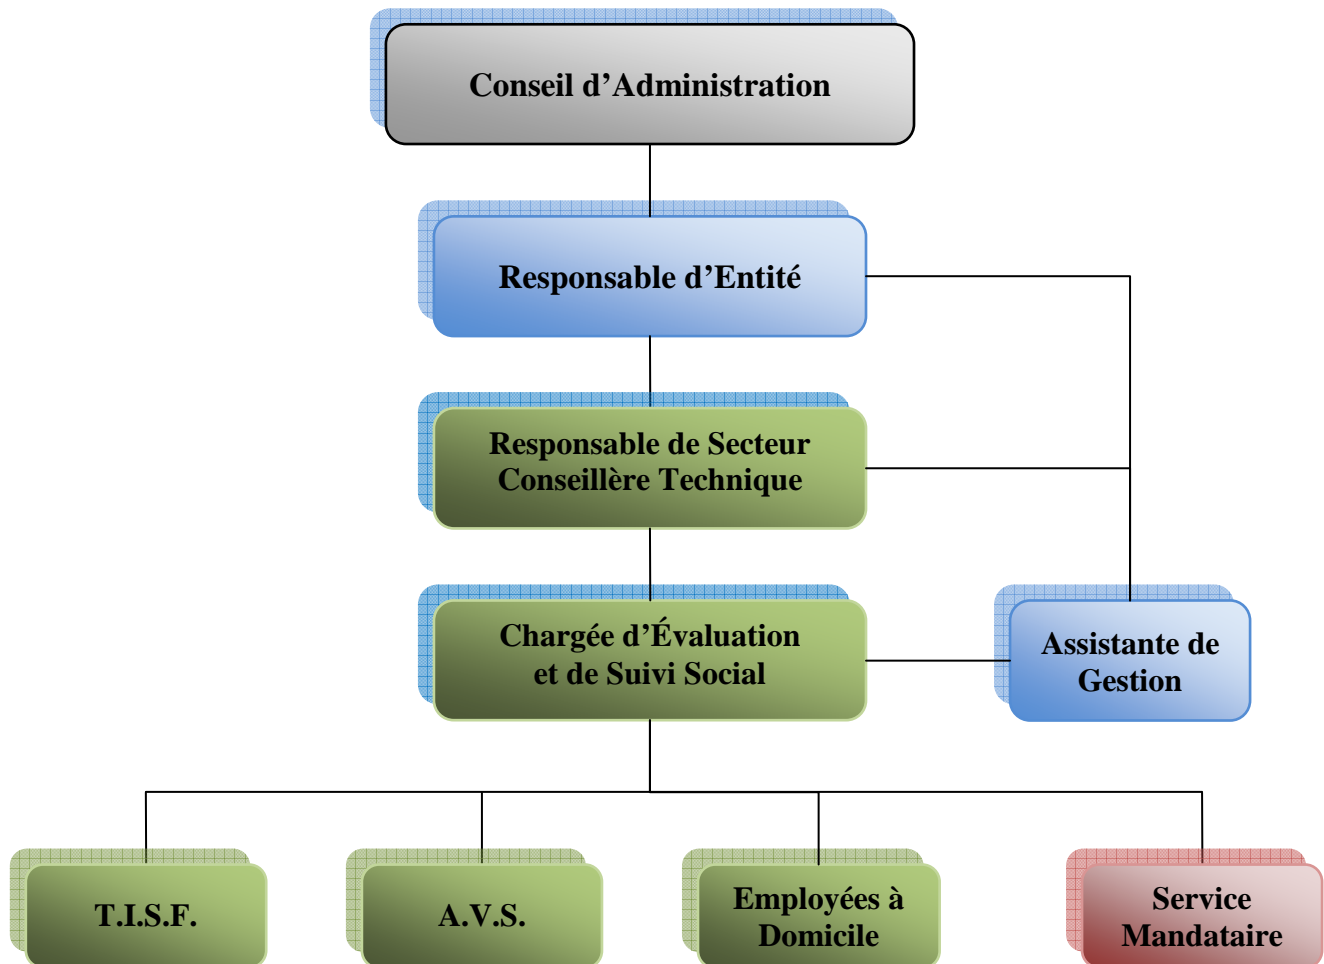 Conseil d’Administration
Responsable d’Entité
Responsable de Secteur
Conseillère Technique
Chargée d’Évaluation
et de Suivi Social
Assistante de
Gestion
T.I.S.F.
A.V.S.
Employées à
Domicile
Service
Mandataire